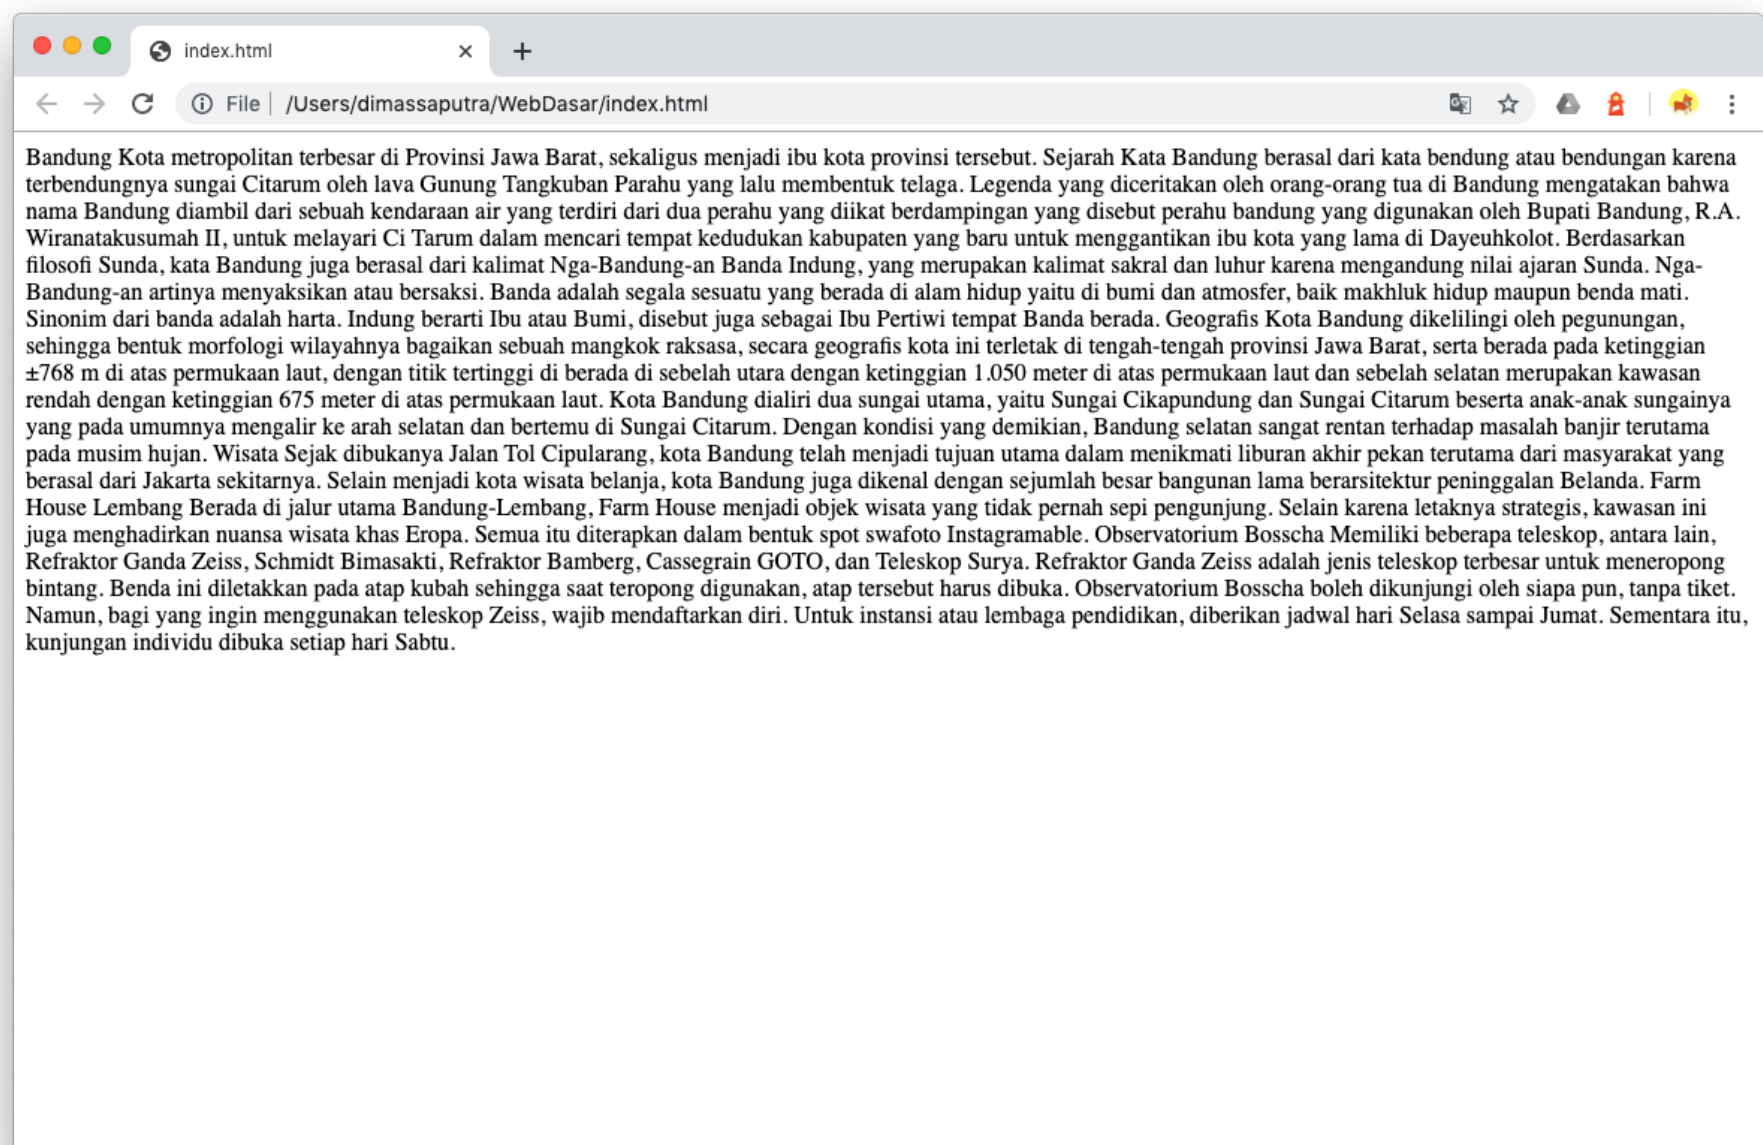 index.html
File
/Users/dimassaputra/WebDasar/index.html
Bandung Kota metropolitan terbesar di Provinsi Jawa Barat, sekaligus menjadi ibu kota provinsi tersebut. Sejarah Kata Bandung berasal dari kata bendung atau bendungan karena
terbendungnya sungai Citarum oleh lava Gunung Tangkuban Parahu yang lalu membentuk telaga. Legenda yang diceritakan oleh orang-orang tua di Bandung mengatakan bahwa
nama Bandung diambil dari sebuah kendaraan air yang terdiri dari dua perahu yang diikat berdampingan yang disebut perahu bandung yang digunakan oleh Bupati Bandung, R.A.
Wiranatakusumah II, untuk melayari Ci Tarum dalam mencari tempat kedudukan kabupaten yang baru untuk menggantikan ibu kota yang lama di Dayeuhkolot. Berdasarkan
filosofi Sunda, kata Bandung juga berasal dari kalimat Nga-Bandung-an Banda Indung, yang merupakan kalimat sakral dan luhur karena mengandung nilai ajaran Sunda. Nga-
Bandung-an artinya menyaksikan atau bersaksi. Banda adalah segala sesuatu yang berada di alam hidup yaitu di bumi dan atmosfer, baik makhluk hidup maupun benda mati.
Sinonim dari banda adalah harta. Indung berarti Ibu atau Bumi, disebut juga sebagai Ibu Pertiwi tempat Banda berada. Geografis Kota Bandung dikelilingi oleh pegunungan,
sehingga bentuk morfologi wilayahnya bagaikan sebuah mangkok raksasa, secara geografis kota ini terletak di tengah-tengah provinsi Jawa Barat, serta berada pada ketinggian
±768 m di atas permukaan laut, dengan titik tertinggi di berada di sebelah utara dengan ketinggian 1.050 meter di atas permukaan laut dan sebelah selatan merupakan kawasan
rendah dengan ketinggian 675 meter di atas permukaan laut. Kota Bandung dialiri dua sungai utama, yaitu Sungai Cikapundung dan Sungai Citarum beserta anak-anak sungainya
yang pada umumnya mengalir ke arah selatan dan bertemu di Sungai Citarum. Dengan kondisi yang demikian, Bandung selatan sangat rentan terhadap masalah banjir terutama
pada musim hujan. Wisata Sejak dibukanya Jalan Tol Cipularang, kota Bandung telah menjadi tujuan utama dalam menikmati liburan akhir pekan terutama dari masyarakat yang
berasal dari Jakarta sekitarnya. Selain menjadi kota wisata belanja, kota Bandung juga dikenal dengan sejumlah besar bangunan lama berarsitektur peninggalan Belanda. Farm
House Lembang Berada di jalur utama Bandung-Lembang, Farm House menjadi objek wisata yang tidak pernah sepi pengunjung. Selain karena letaknya strategis, kawasan ini
juga menghadirkan nuansa wisata khas Eropa. Semua itu diterapkan dalam bentuk spot swafoto Instagramable. Observatorium Bosscha Memiliki beberapa teleskop, antara lain,
Refraktor Ganda Zeiss, Schmidt Bimasakti, Refraktor Bamberg, Cassegrain GOTO, dan Teleskop Surya. Refraktor Ganda Zeiss adalah jenis teleskop terbesar untuk meneropong
bintang. Benda ini diletakkan pada atap kubah sehingga saat teropong digunakan, atap tersebut harus dibuka. Observatorium Bosscha boleh dikunjungi oleh siapa pun, tanpa tiket.
Namun, bagi yang ingin menggunakan teleskop Zeiss, wajib mendaftarkan diri. Untuk instansi atau lembaga pendidikan, diberikan jadwal hari Selasa sampai Jumat. Sementara itu,
kunjungan individu dibuka setiap hari Sabtu.